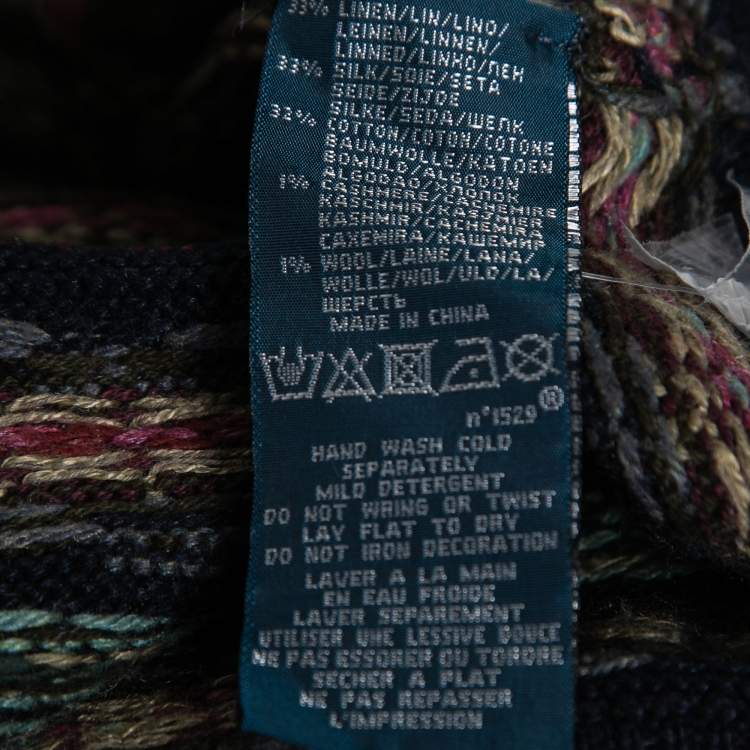 33% LINEN/LIN/LINO/
LEINEN/LINNEN/
LINNED/LINHO/ЛЕН
33% SILK/SOIE/SETA
SEIDE/ZIJDE
SILKE/SEDA/ШЕЛК
32% COTTON/COTON/COTONE
BAUMWOLLE/KATOEN
BOMULD/ALGODON
ALGODAO/ХЛОПОК
1% CASHMERE/CACHEMIRE
KASCHMIR/KASJMIER
KASHMIR/CACHEMIRA
CAXEMIRA/КАШЕМИР
1% WOOL/LAINE/LANA/
WOLLE/WOL/ULD/LA/
ШЕРСТЬ
MADE IN CHINA
n°1529®
HAND WASH COLD
SEPARATELY
MILD DETERGENT
DO NOT WRING OR TWIST
LAY FLAT TO DRY
DO NOT IRON DECORATION
LAVER A LA MAIN
EN EAU FROIDE
LAVER SEPAREMENT
UTILISER UNE LESSIVE DOUCE
NE PAS ESSORER OU TORDRE
SECHER A PLAT
NE PAS REPASSER
L'IMPRESSION